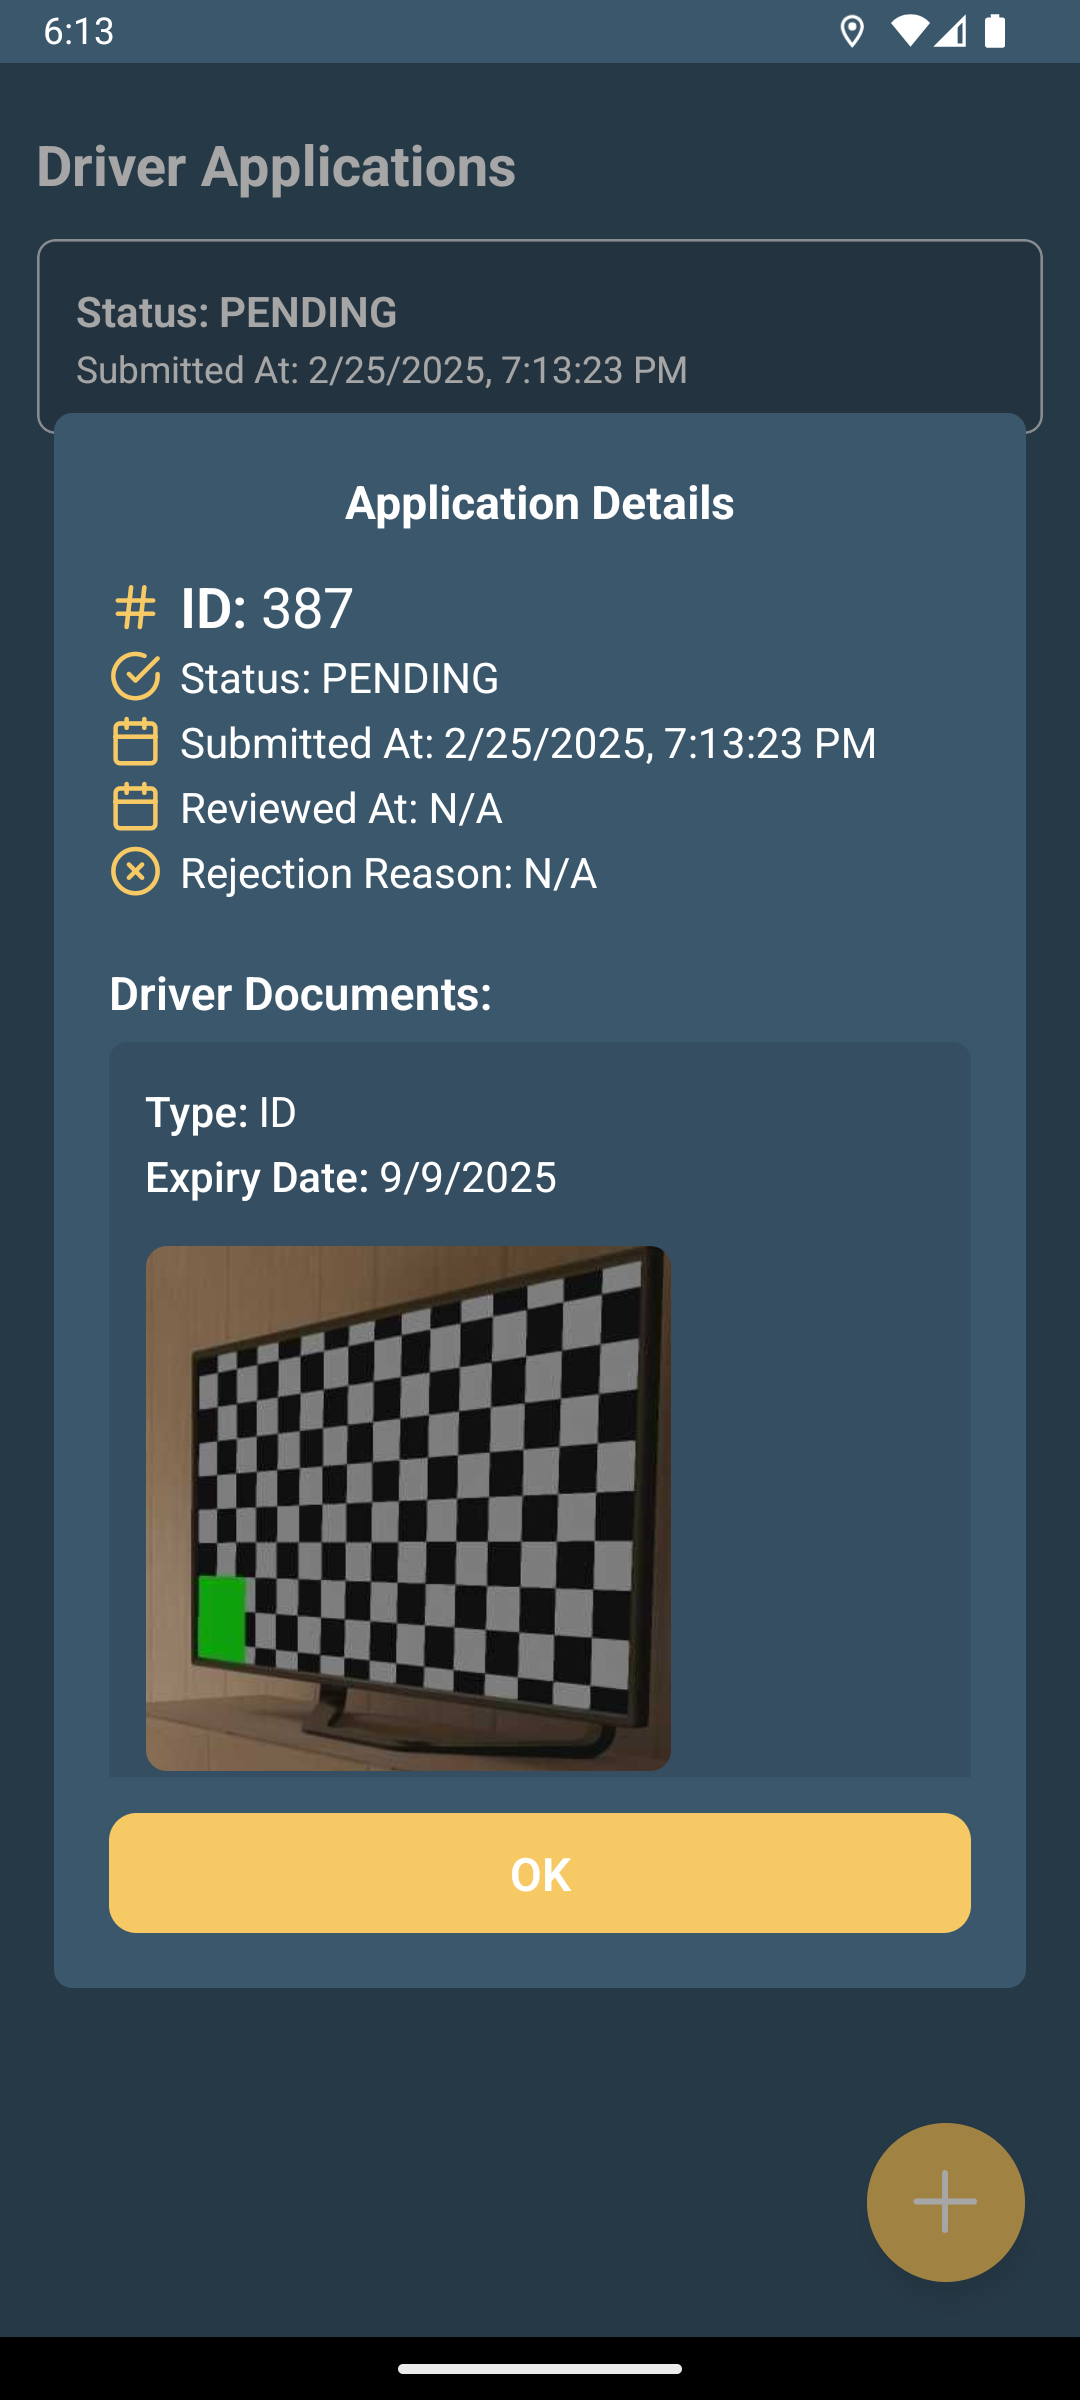 6:13
Driver Applications
Status: PENDING
Submitted At: 2/25/2025, 7:13:23 PM
Application Details
ID: 387
Status: PENDING
Submitted At: 2/25/2025, 7:13:23 PM
Reviewed At: N/A
Rejection Reason: N/A
Driver Documents:
Type: ID
Expiry Date: 9/9/2025
OK